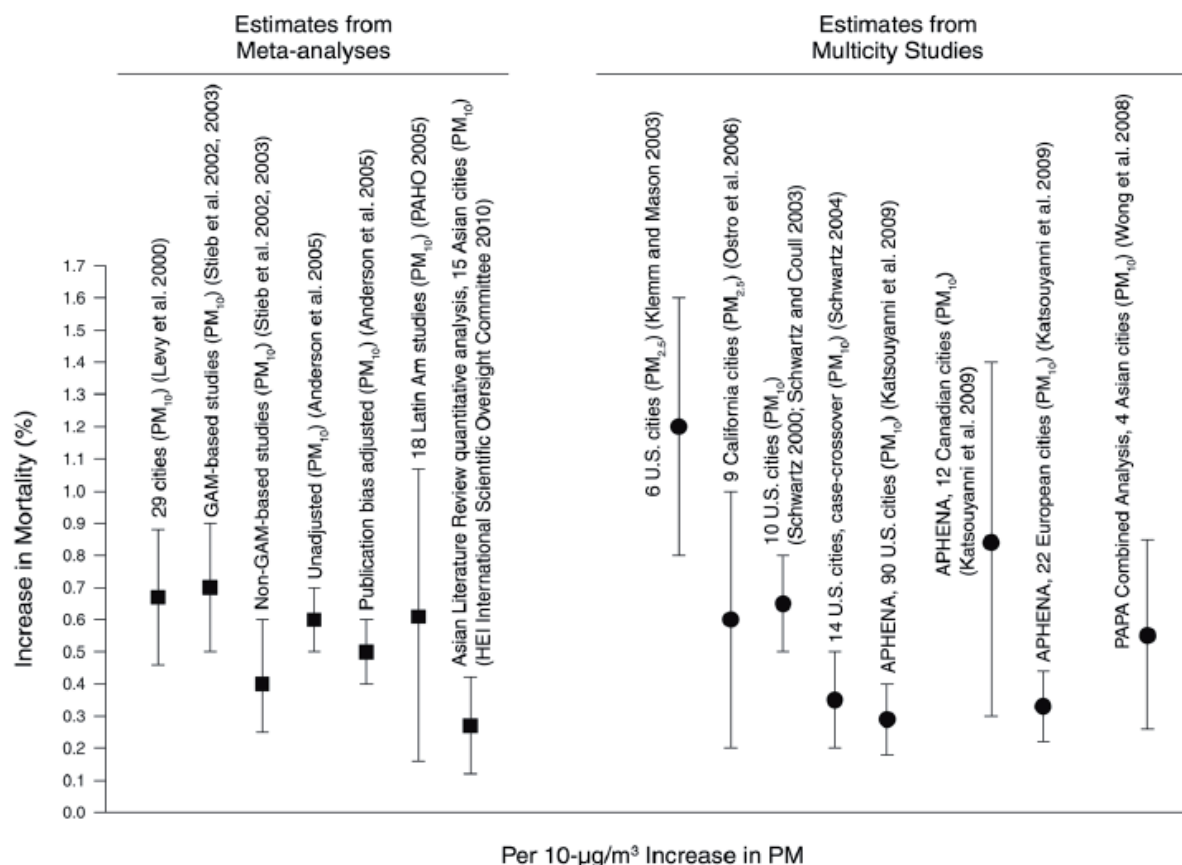 Estimates from
Meta-analyses
Estimates from
Multicity Studies
Increase in Mortality (%)
1.7
1.6
1.5
1.4
1.3
1.2
1.1
1.0
0.9
0.8
0.7
0.6
0.5
0.4
0.3
0.2
0.1
0.0
29 cities (PM₁₀) (Levy et al. 2000)
GAM-based studies (PM₁₀) (Stieb et al. 2002, 2003)
Non-GAM-based studies (PM₁₀) (Stieb et al. 2002, 2003)
Unadjusted (PM₁₀) (Anderson et al. 2005)
Publication bias adjusted (PM₁₀) (Anderson et al. 2005)
18 Latin Am studies (PM₁₀) (PAHO 2005)
Asian Literature Review quantitative analysis, 15 Asian cities (PM₁₀)
(HEI International Scientific Oversight Committee 2010)
6 U.S. cities (PM₂.₅) (Klemm and Mason 2003)
9 California cities (PM₂.₅) (Ostro et al. 2006)
10 U.S. cities (PM₁₀)
(Schwartz 2000; Schwartz and Coull 2003)
14 U.S. cities, case-crossover (PM₁₀) (Schwartz 2004)
APHENA, 90 U.S. cities (PM₁₀) (Katsouyanni et al. 2009)
APHENA, 12 Canadian cities (PM₁₀)
(Katsouyanni et al. 2009)
APHENA, 22 European cities (PM₁₀) (Katsouyanni et al. 2009)
PAPA Combined Analysis, 4 Asian cities (PM₁₀) (Wong et al. 2008)
Per 10-µg/m³ Increase in PM